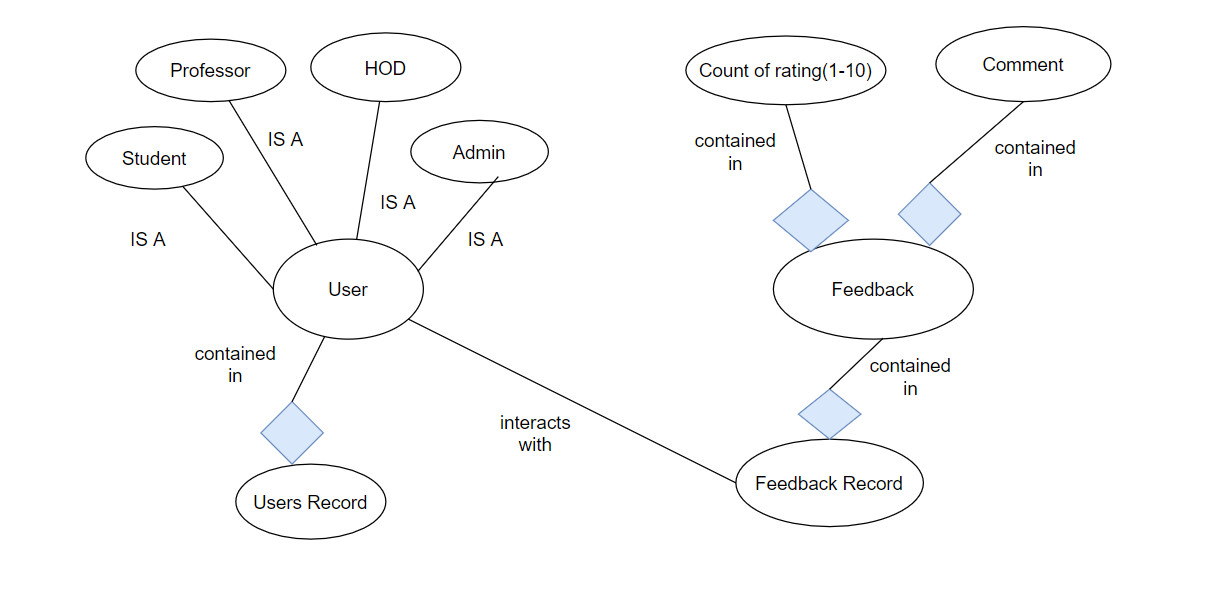 Professor
HOD
Count of rating(1-10)
Comment
IS A
Student
Admin
contained
in
contained
in
IS A
IS A
IS A
User
Feedback
contained
in
contained
in
interacts
with
Feedback Record
Users Record